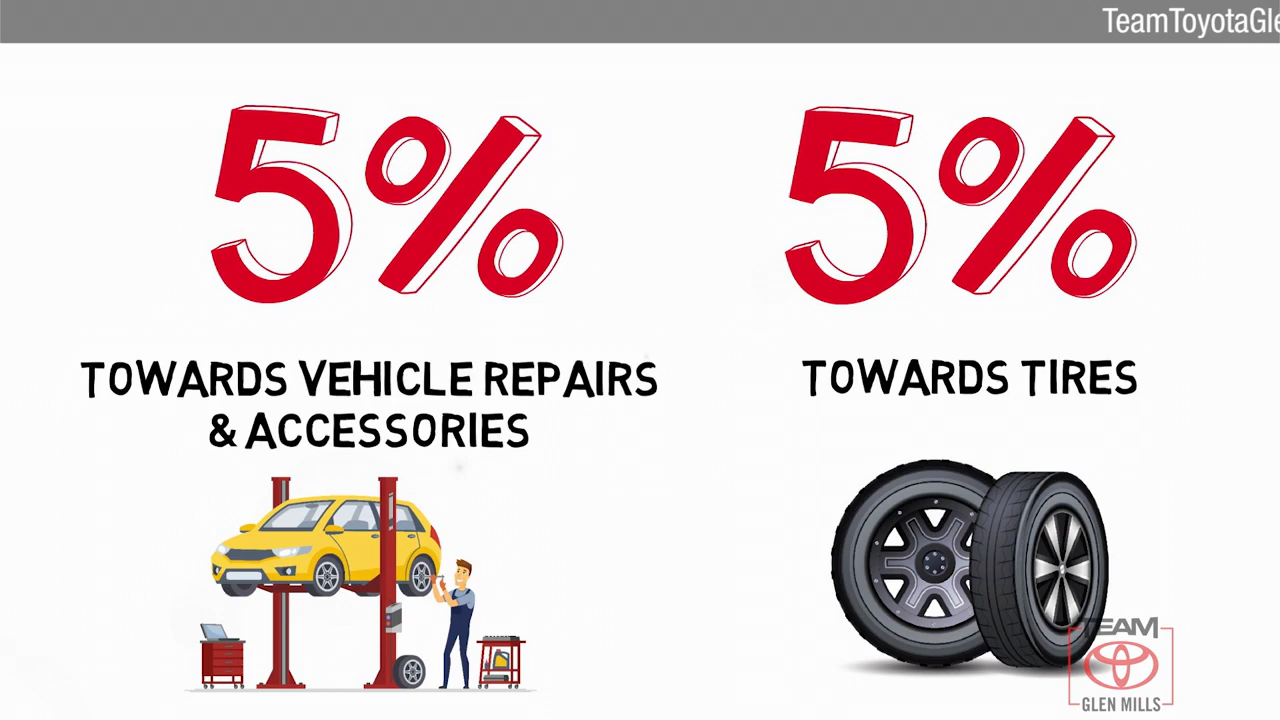 TeamToyotaGle
5% 5%
TOWARDS VEHICLE REPAIRS
& ACCESSORIES
TOWARDS TIRES
TEAM
GLEN MILLS